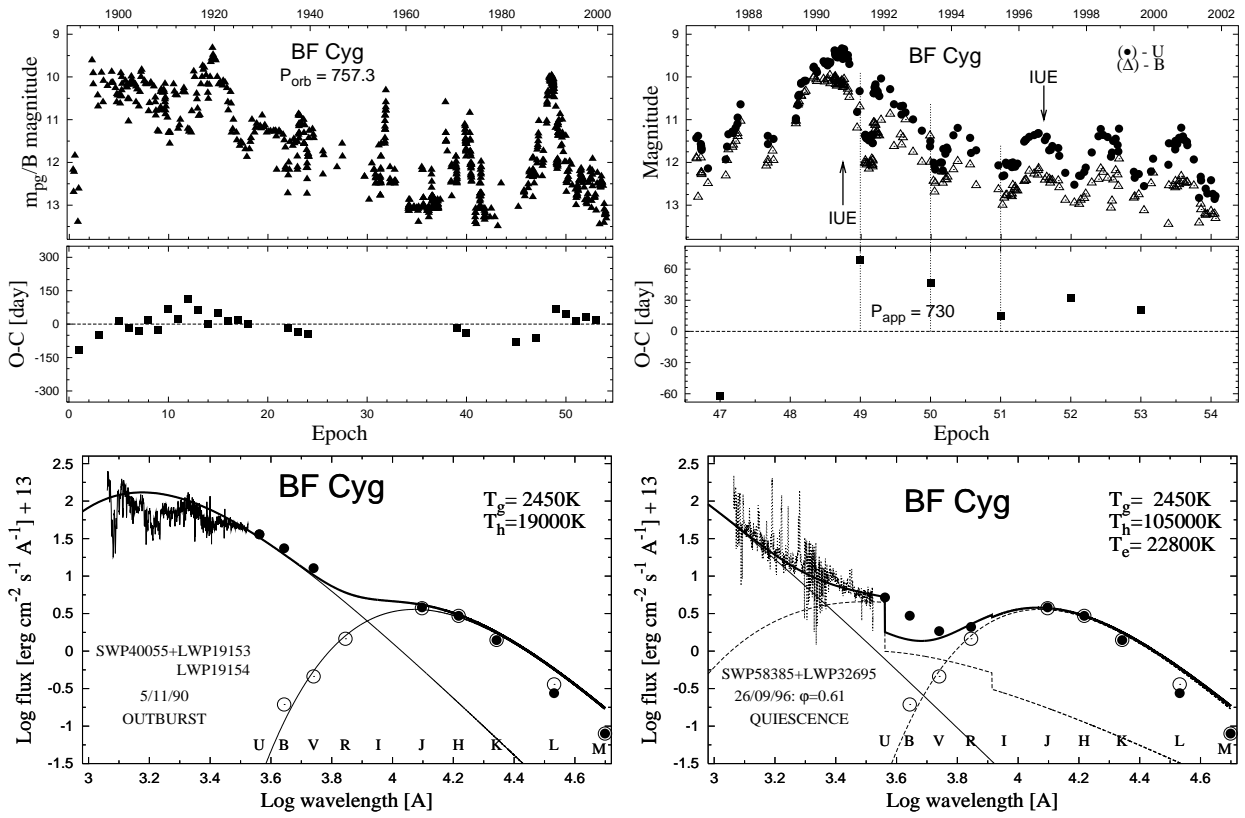 1900 1920 1940 1960 1980 2000
9
10
11
12
13
m_pg/B magnitude
BF Cyg
P_orb = 757.3
300
150
0
-150
-300
O-C [day]
0 10 20 30 40 50
Epoch
1988 1990 1992 1994 1996 1998 2000 2002
9
10
11
12
13
Magnitude
BF Cyg
(●) - U
(△) - B
IUE
IUE
60
30
0
-30
-60
O-C [day]
P_app = 730
47 48 49 50 51 52 53 54
Epoch
2.5
2
1.5
1
0.5
0
-0.5
-1
-1.5
Log flux [erg cm^-2 s^-1 A^-1] + 13
BF Cyg
T_g= 2450K
T_h=19000K
SWP40055+LWP19153
LWP19154
5/11/90
OUTBURST
U B V R I J H K L M
3 3.2 3.4 3.6 3.8 4 4.2 4.4 4.6
Log wavelength [A]
2.5
2
1.5
1
0.5
0
-0.5
-1
-1.5
Log flux [erg cm^-2 s^-1 A^-1] + 13
BF Cyg
T_g= 2450K
T_h=105000K
T_e= 22800K
SWP58385+LWP32695
26/09/96: φ=0.61
QUIESCENCE
U B V R I J H K L M
3 3.2 3.4 3.6 3.8 4 4.2 4.4 4.6
Log wavelength [A]